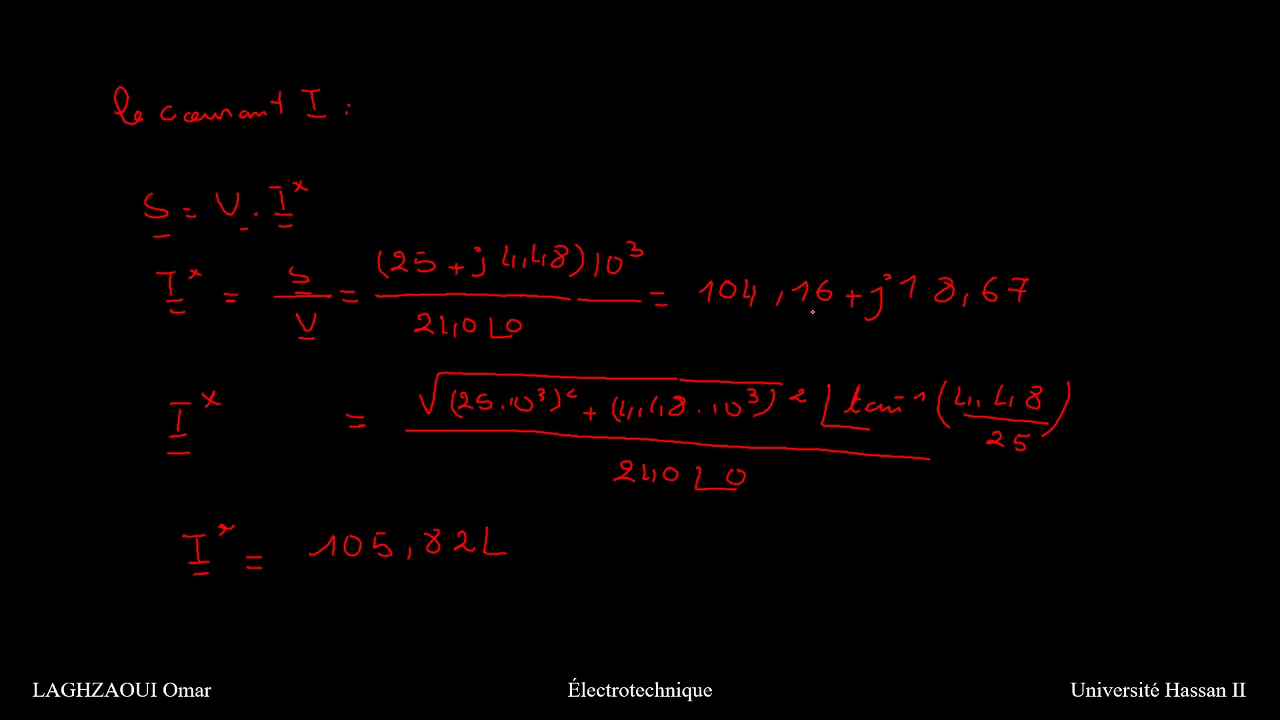 le courant I :
S = V . I*
I* = S / V = (25 + j 4,48) 10³ / 240∠0 = 104,16 + j 18,67
I* = √((25.10³)² + (4,48 . 10³)²) ∠tan⁻¹(4,48 / 25) / 240∠0
I* = 105,82∠
LAGHZAOUI Omar Électrotechnique Université Hassan II